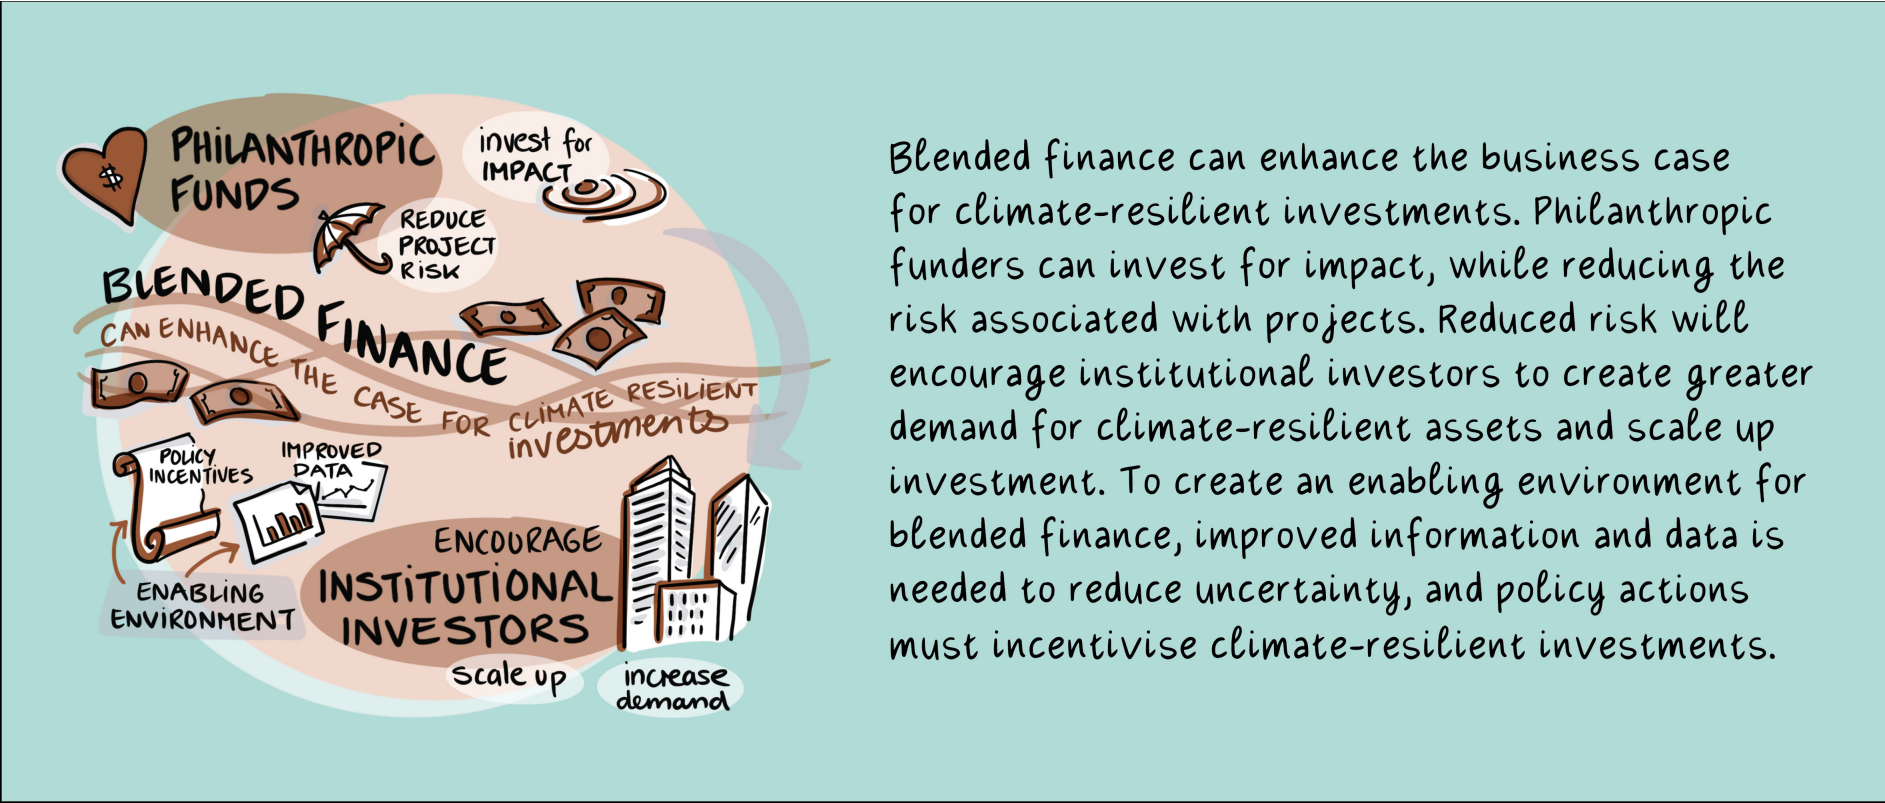 PHILANTHROPIC
FUNDS
$
invest for
IMPACT
REDUCE
PROJECT
RISK
BLENDED FINANCE
CAN ENHANCE THE CASE FOR CLIMATE RESILIENT
investments
POLICY
INCENTIVES
IMPROVED
DATA
ENABLING
ENVIRONMENT
ENCOURAGE
INSTITUTIONAL
INVESTORS
scale up
increase
demand
Blended finance can enhance the business case
for climate-resilient investments. Philanthropic
funders can invest for impact, while reducing the
risk associated with projects. Reduced risk will
encourage institutional investors to create greater
demand for climate-resilient assets and scale up
investment. To create an enabling environment for
blended finance, improved information and data is
needed to reduce uncertainty, and policy actions
must incentivise climate-resilient investments.